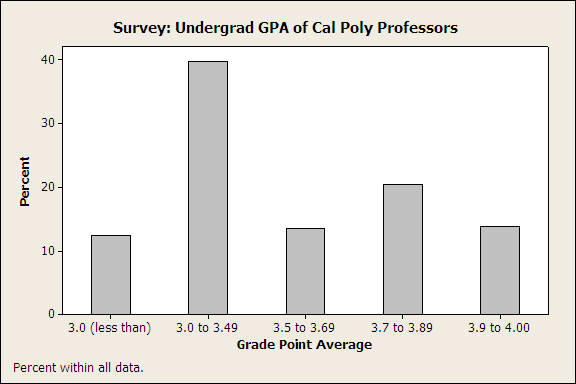 Survey: Undergrad GPA of Cal Poly Professors
40
30
20
10
0
Percent
3.0 (less than) 3.0 to 3.49 3.5 to 3.69 3.7 to 3.89 3.9 to 4.00
Grade Point Average
Percent within all data.